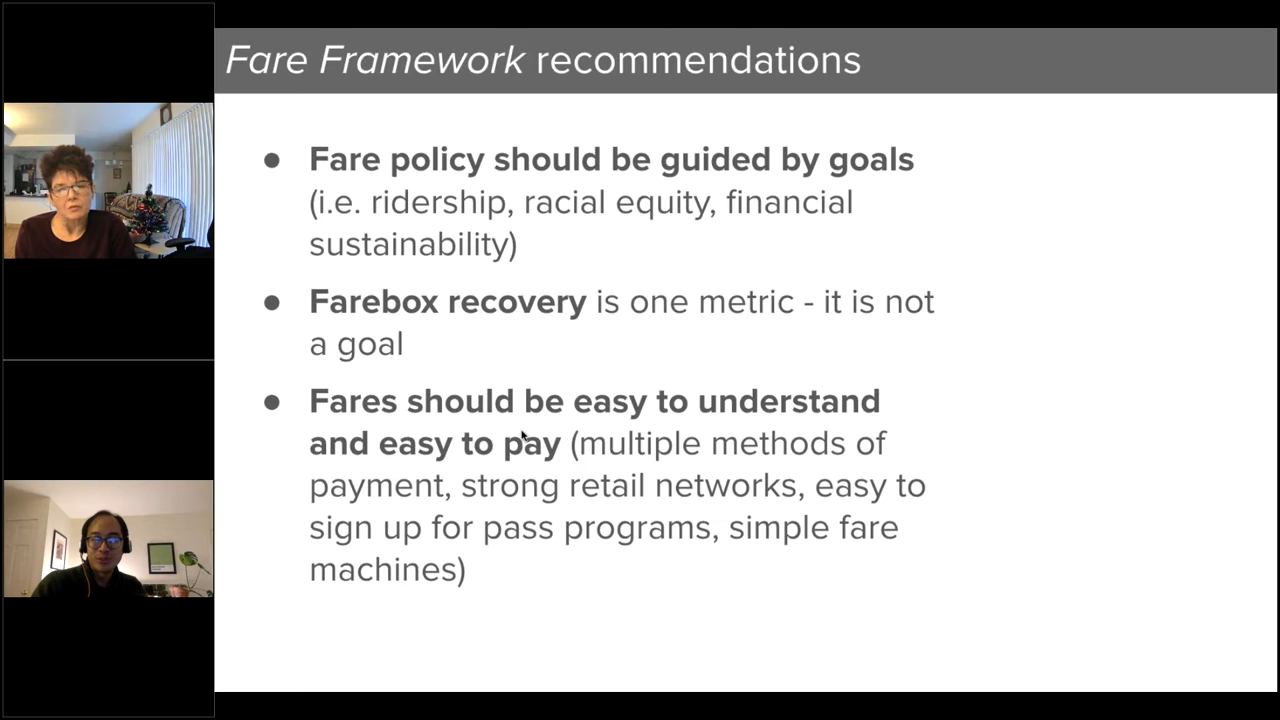 Fare Framework recommendations
● Fare policy should be guided by goals
(i.e. ridership, racial equity, financial
sustainability)
● Farebox recovery is one metric - it is not
a goal
● Fares should be easy to understand
and easy to pay (multiple methods of
payment, strong retail networks, easy to
sign up for pass programs, simple fare
machines)